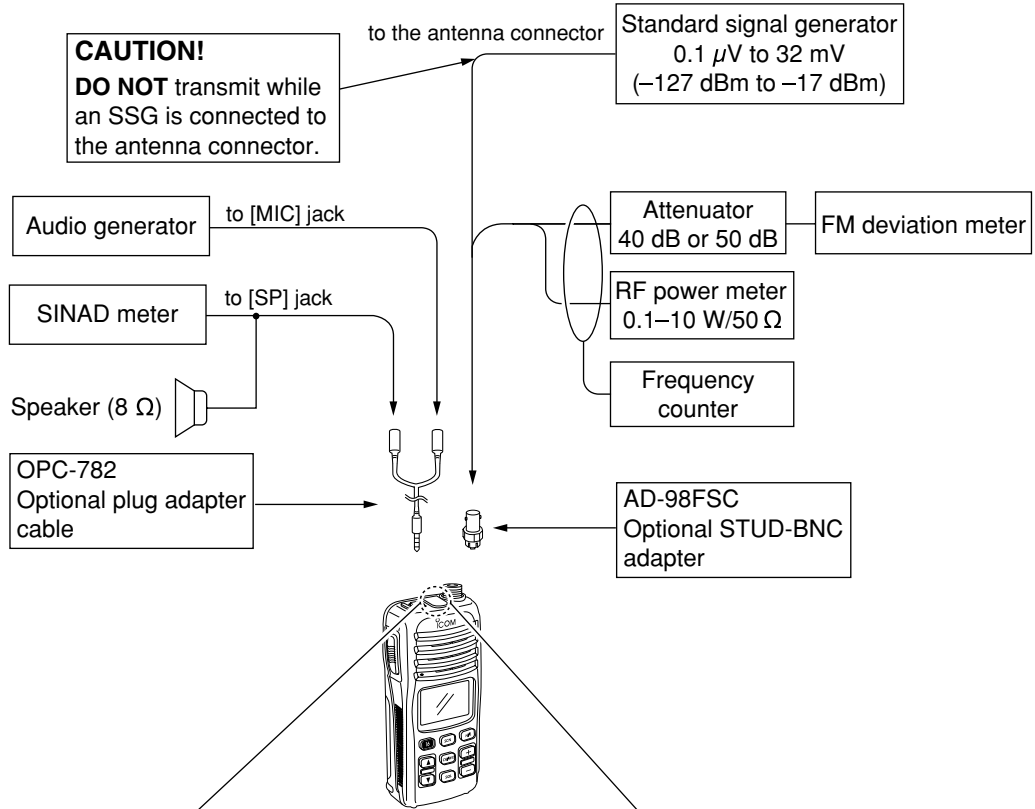 CAUTION!
DO NOT transmit while
an SSG is connected to
the antenna connector.
to the antenna connector
Standard signal generator
0.1 µV to 32 mV
(–127 dBm to –17 dBm)
Audio generator
to [MIC] jack
Attenuator
40 dB or 50 dB
FM deviation meter
SINAD meter
to [SP] jack
RF power meter
0.1–10 W/50 Ω
Speaker (8 Ω)
Frequency
counter
OPC-782
Optional plug adapter
cable
AD-98FSC
Optional STUD-BNC
adapter
ICOM